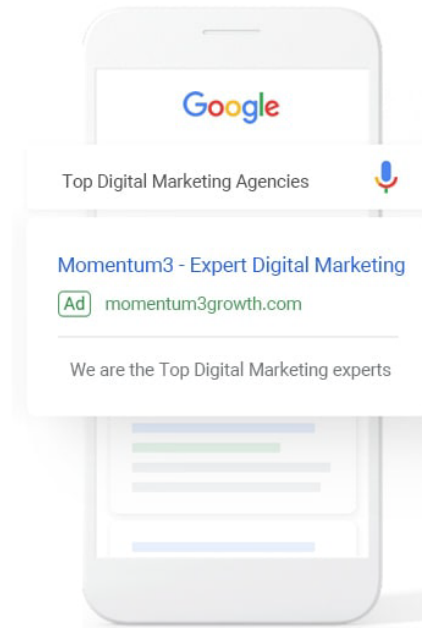 Google
Top Digital Marketing Agencies
Momentum3 - Expert Digital Marketing
Ad momentum3growth.com
We are the Top Digital Marketing experts